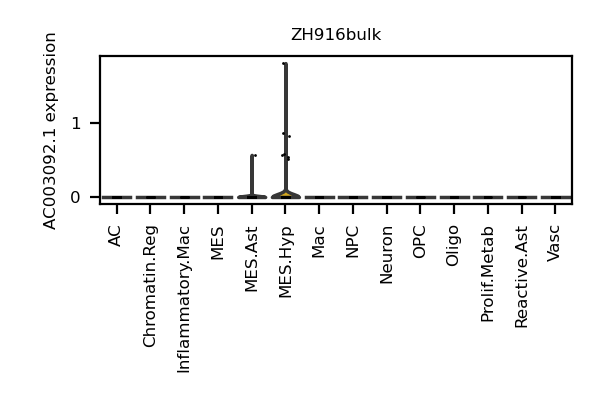 ZH916bulk
AC003092.1 expression
1
0
AC
Chromatin.Reg
Inflammatory.Mac
MES
MES.Ast
MES.Hyp
Mac
NPC
Neuron
OPC
Oligo
Prolif.Metab
Reactive.Ast
Vasc